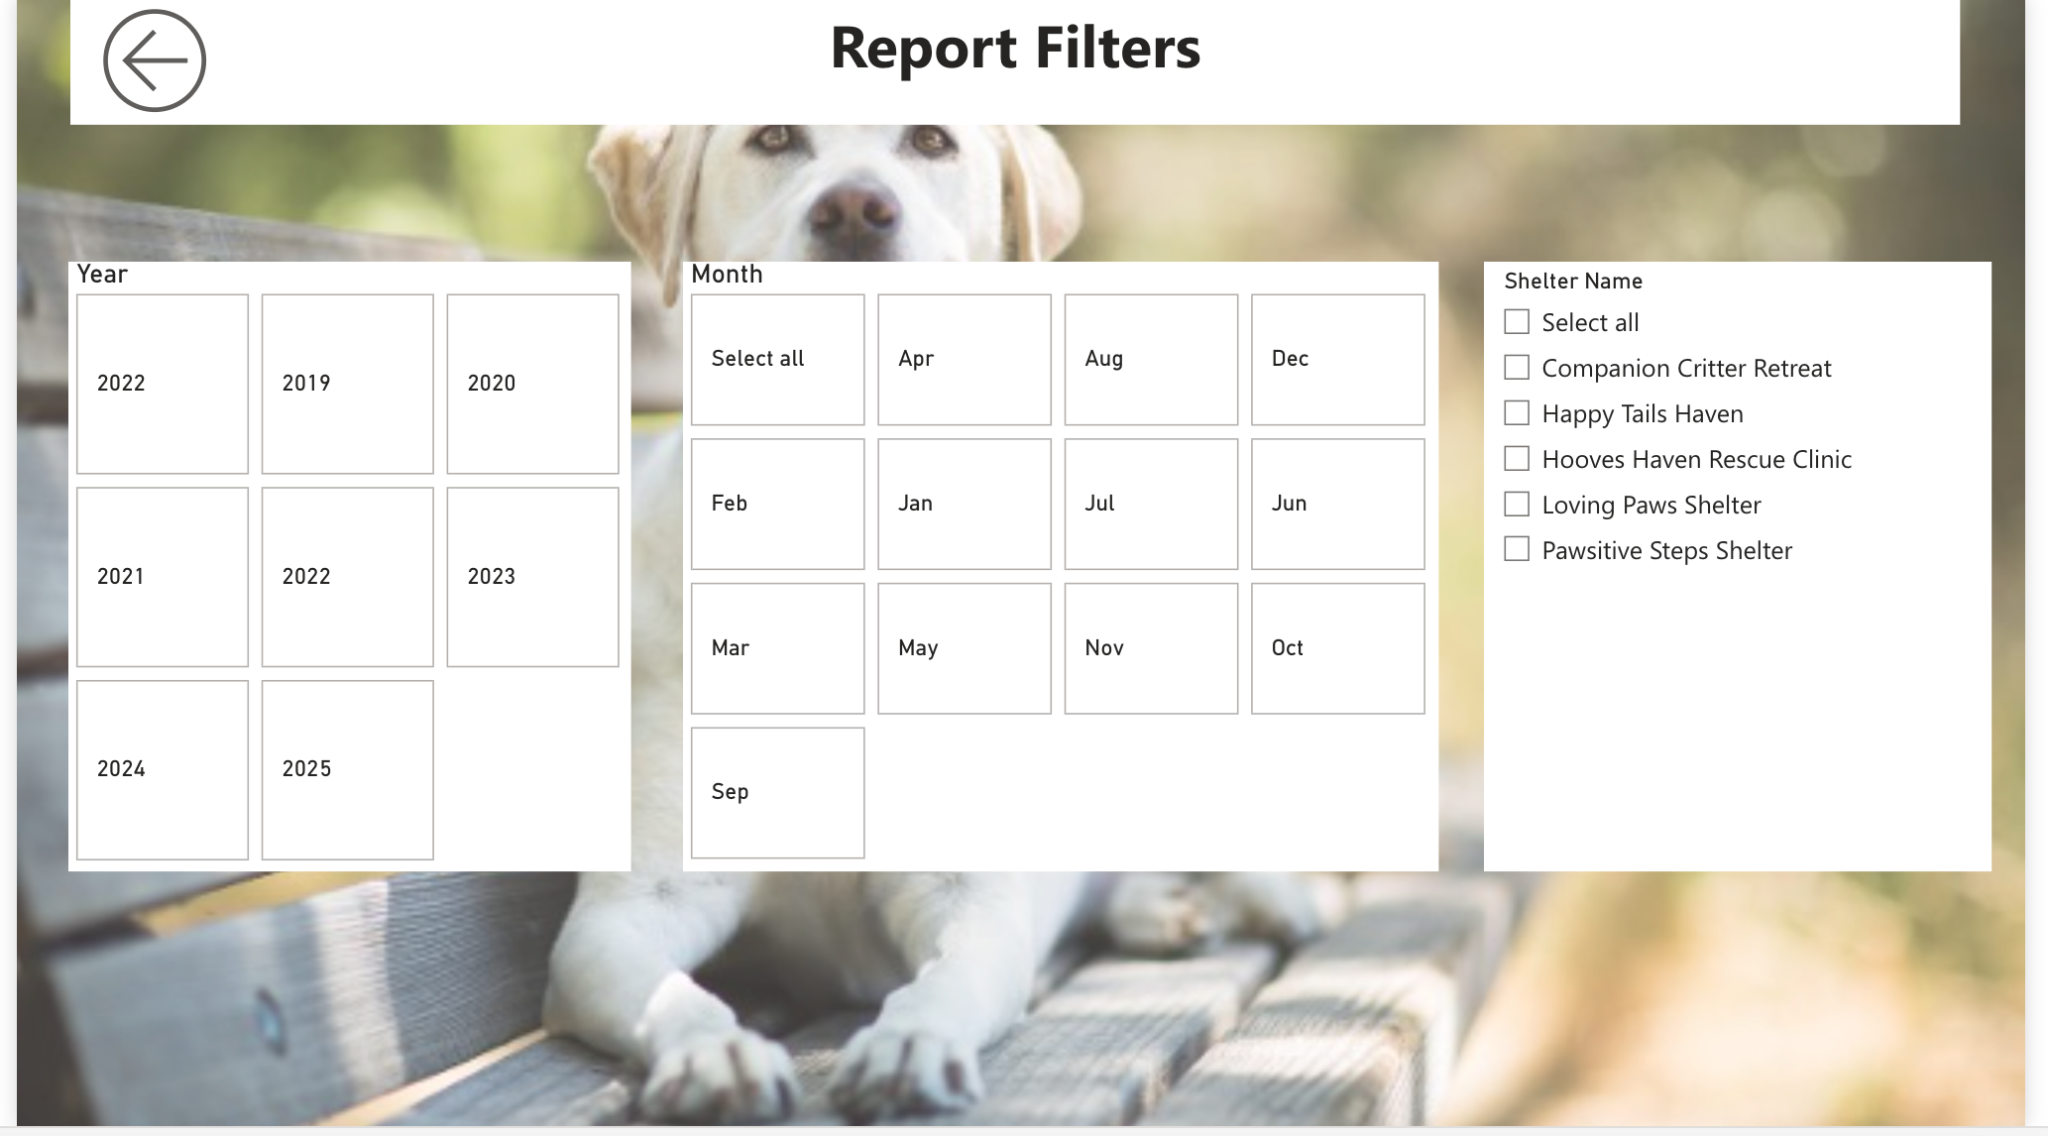 Report Filters
Year
2022 2019 2020
2021 2022 2023
2024 2025
Month
Select all Apr Aug Dec
Feb Jan Jul Jun
Mar May Nov Oct
Sep
Shelter Name
Select all
Companion Critter Retreat
Happy Tails Haven
Hooves Haven Rescue Clinic
Loving Paws Shelter
Pawsitive Steps Shelter